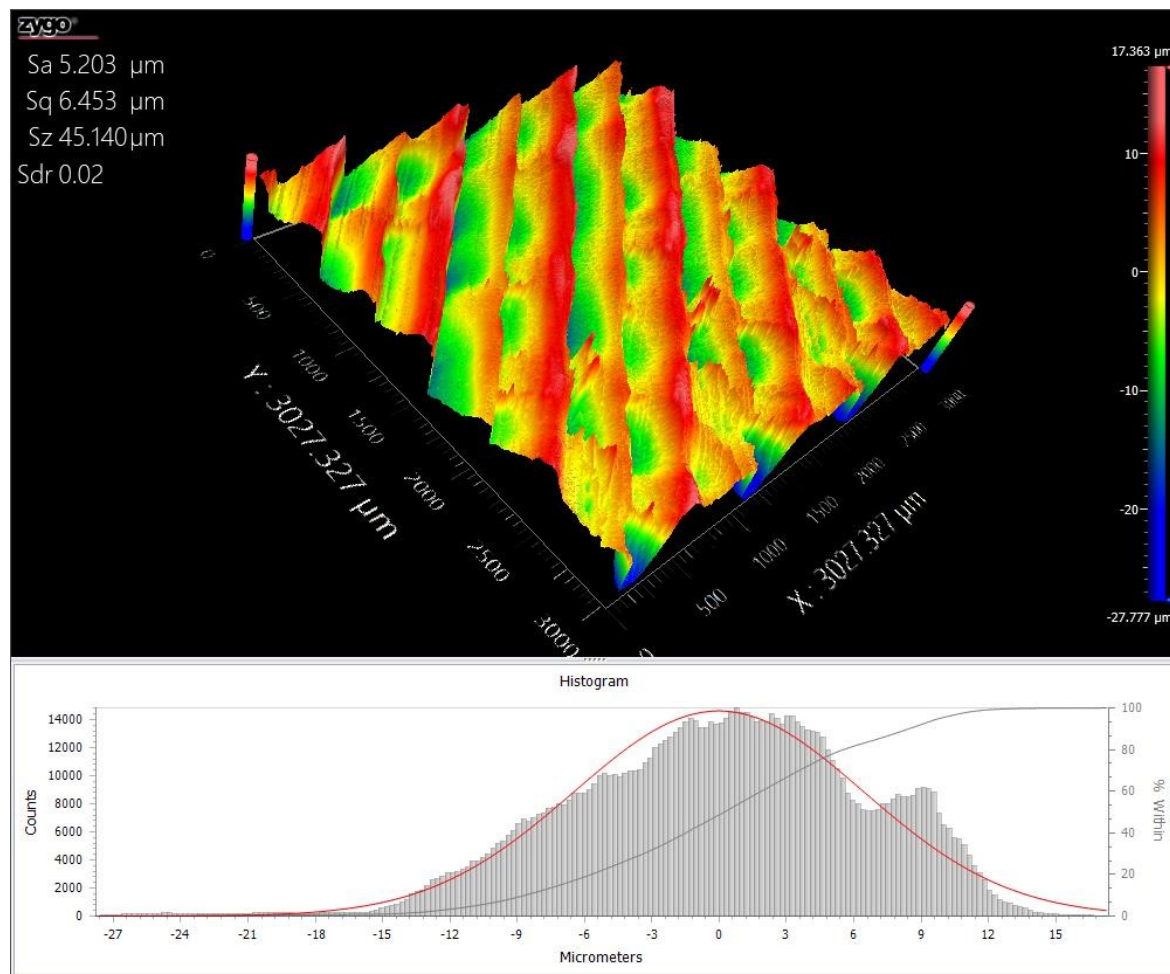 zygo
Sa 5.203 µm
Sq 6.453 µm
Sz 45.140 µm
Sdr 0.02
17.363 µm
10
0
-10
-20
-27.777 µm
0
500
1000
1500
2000
2500
3000
Y: 3027.327 µm
0
500
1000
1500
2000
2500
3000
X: 3027.327 µm
Histogram
Counts
14000
12000
10000
8000
6000
4000
2000
0
100
80
60
40
20
0
% Within
-27 -24 -21 -18 -15 -12 -9 -6 -3 0 3 6 9 12 15
Micrometers